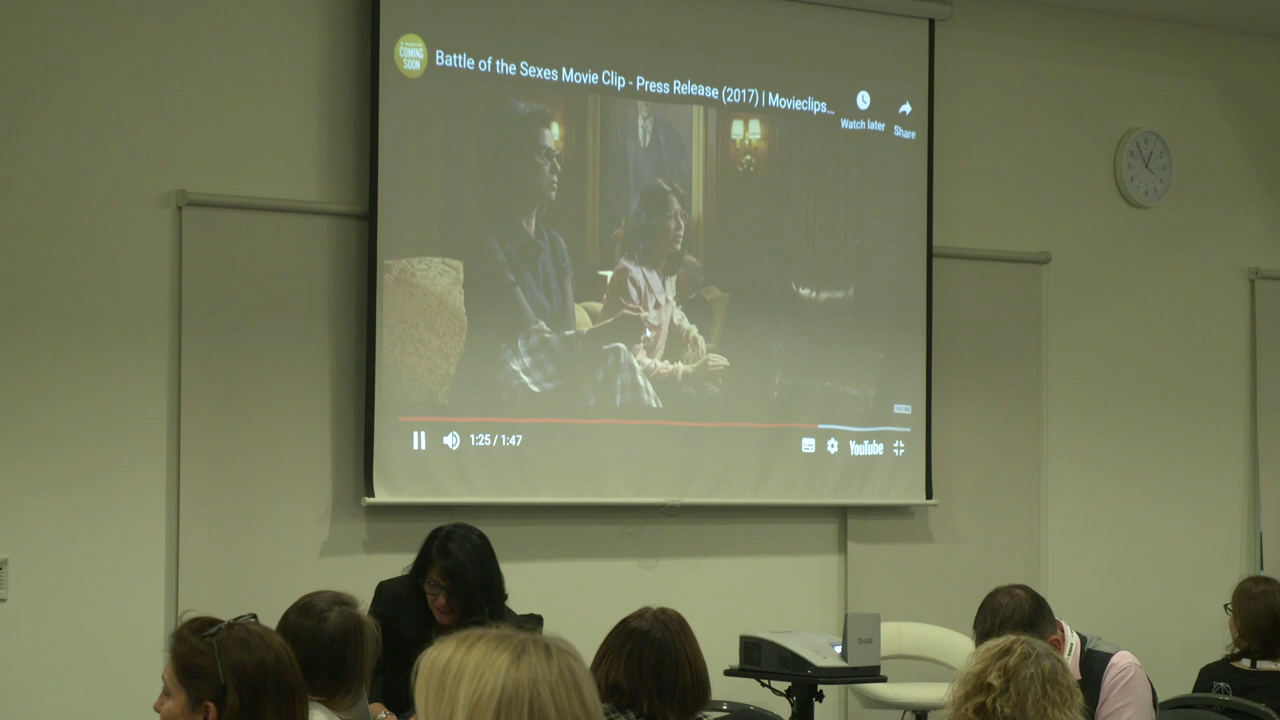 COMING
SOON
Battle of the Sexes Movie Clip - Press Release (2017) | Movieclips...
Watch later
Share
1:25 / 1:47
YouTube